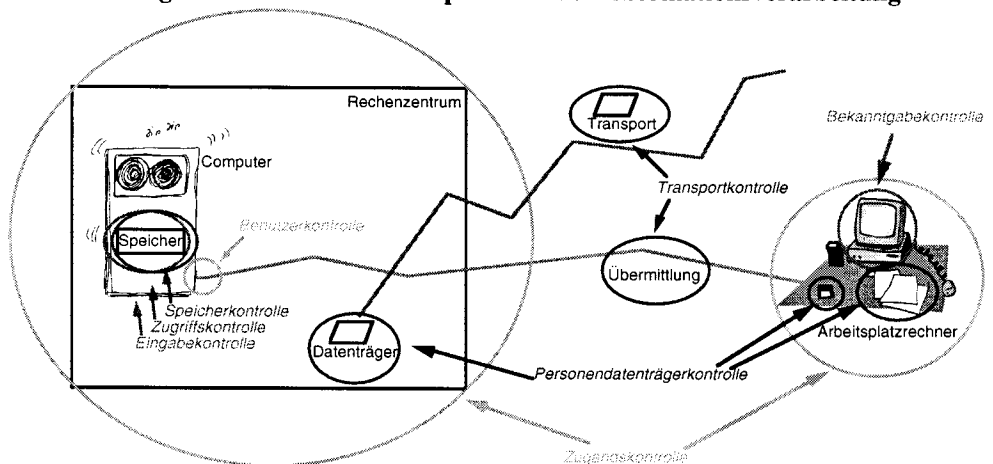 Rechenzentrum
Transport
Bekanntgabekontrolle
Computer
Transportkontrolle
Benutzerkontrolle
Speicher
Übermittlung
Speicherkontrolle
Zugriffskontrolle
Eingabekontrolle
Arbeitsplatzrechner
Datenträger
Personendatenträgerkontrolle
Zugangskontrolle